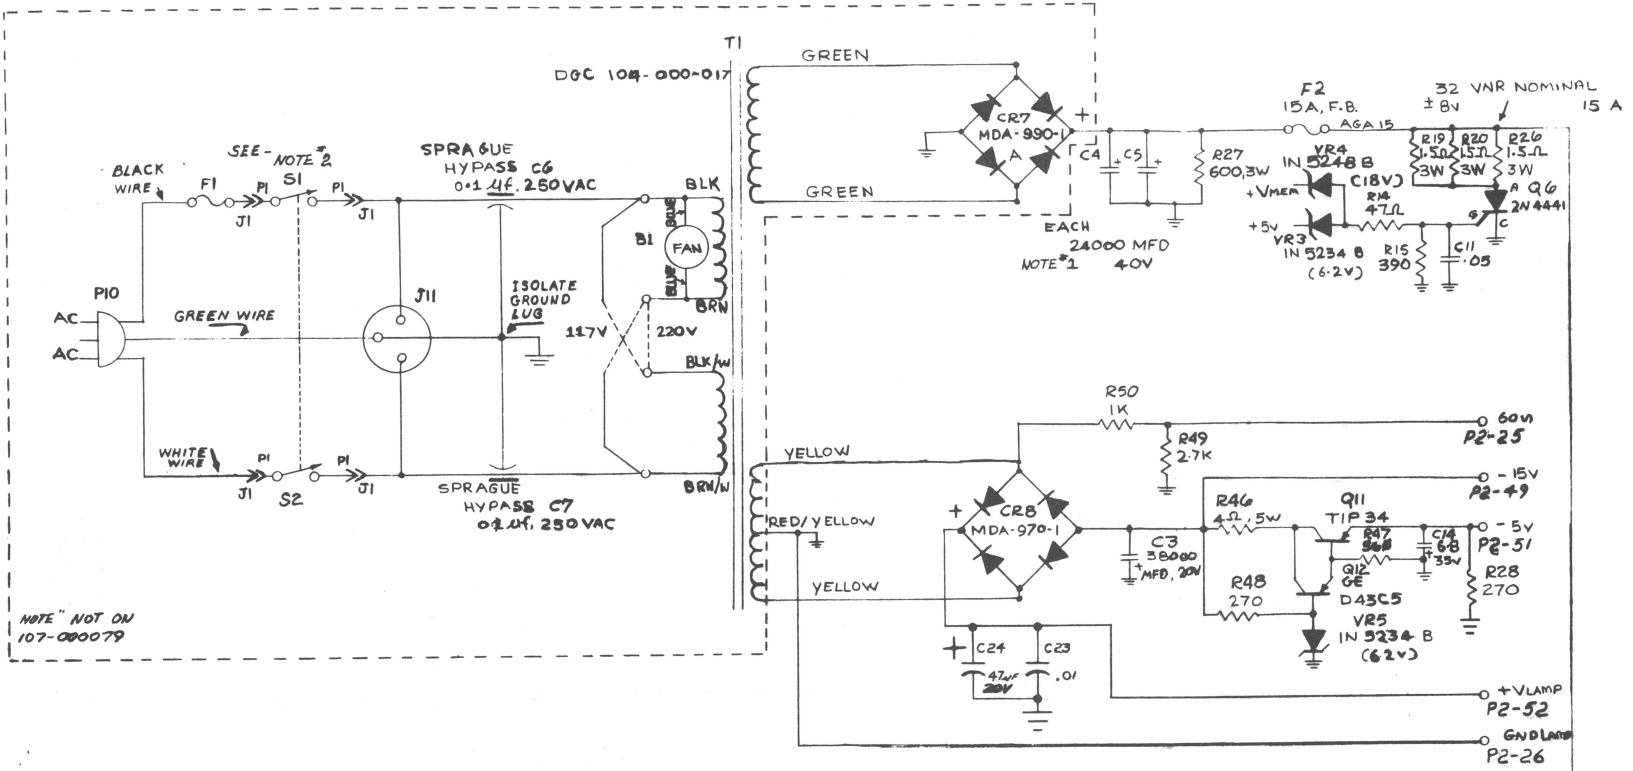 T1
DGC 104-000-017
GREEN
CR7
MDA-990-1
A
+
GREEN
C4
+
C5
+
R27
600,3W
EACH
24000 MFD
NOTE #1 40V
F2
15A, F.B.
AGA 15
32 VNR NOMINAL
± 8V
15 A
R19
1.5Ω
3W
R20
1.5Ω
3W
R26
1.5Ω
3W
VR4
IN 5248 B
(18V)
+VMEM
R14
47Ω
+5V
VR3
IN 5234 B
(6.2V)
R15
390
C11
.05
A Q6
2N4441
G
C
SEE-NOTE #2
BLACK
WIRE
F1
P1
J1
S1
P1
J1
SPRAGUE
HYPASS C6
0.1 uf. 250VAC
BLK
BLUE
B1
FAN
BLUE
BRN
P10
AC
AC
GREEN WIRE
J11
ISOLATE
GROUND
LUG
117V
220V
BLK/W
WHITE
WIRE
P1
J1
S2
P1
J1
SPRAGUE
HYPASS C7
0.1 uf, 250VAC
BRN/W
NOTE" NOT ON
107-000079
YELLOW
RED/YELLOW
YELLOW
+
CR8
MDA-970-1
R50
1K
R49
2.7K
60n
P2-25
-15V
P2-49
R46
4Ω, 5W
Q11
TIP 34
-5V
P2-51
C3
38000
+ MFD, 20V
R47
C14
6.8
+ 35V
R48
270
Q12
GE
D43C5
R28
270
VR5
IN 5234 B
(6.2V)
+
C24
47uF
20V
C23
.01
+VLAMP
P2-52
GNDLAMP
P2-26